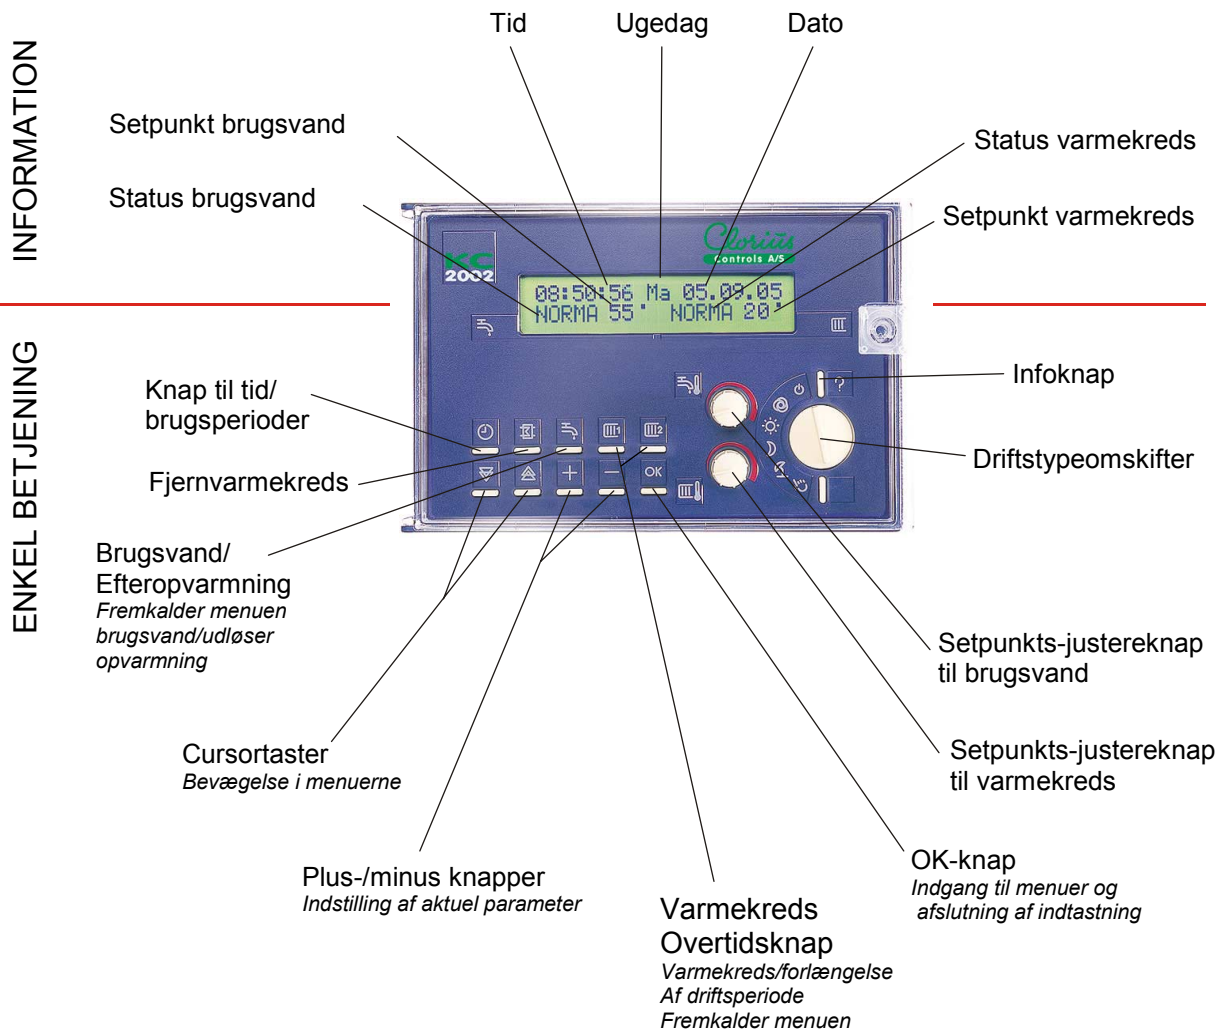 INFORMATION
Tid
Ugedag
Dato
Setpunkt brugsvand
Status varmekreds
Status brugsvand
Setpunkt varmekreds
KC
2002
Clorius
Controls A/S
08:50:56 Ma 05.09.05
NORMA 55° NORMA 20°
ENKEL BETJENING
Knap til tid/
brugsperioder
Infoknap
?
Driftstypeomskifter
Fjernvarmekreds
1
2
+
−
OK
Brugsvand/
Efteropvarmning
Fremkalder menuen
brugsvand/udløser
opvarmning
Setpunkts-justereknap
til brugsvand
Cursortaster
Bevægelse i menuerne
Setpunkts-justereknap
til varmekreds
Plus-/minus knapper
Indstilling af aktuel parameter
OK-knap
Indgang til menuer og
afslutning af indtastning
Varmekreds
Overtidsknap
Varmekreds/forlængelse
Af driftsperiode
Fremkalder menuen